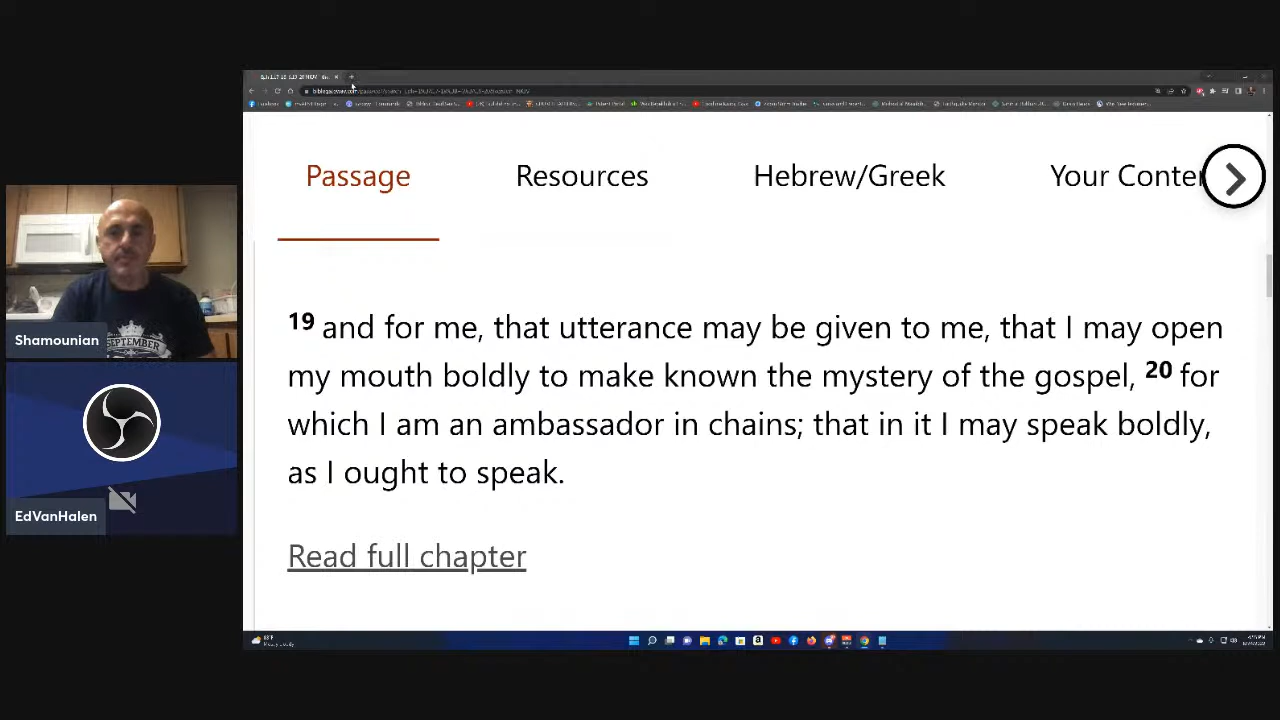 Passage
Resources
Hebrew/Greek
Your Conte
19 and for me, that utterance may be given to me, that I may open
my mouth boldly to make known the mystery of the gospel, 20 for
which I am an ambassador in chains; that in it I may speak boldly,
as I ought to speak.
Read full chapter
SEPTEMBER
Shamounian
EdVanHalen